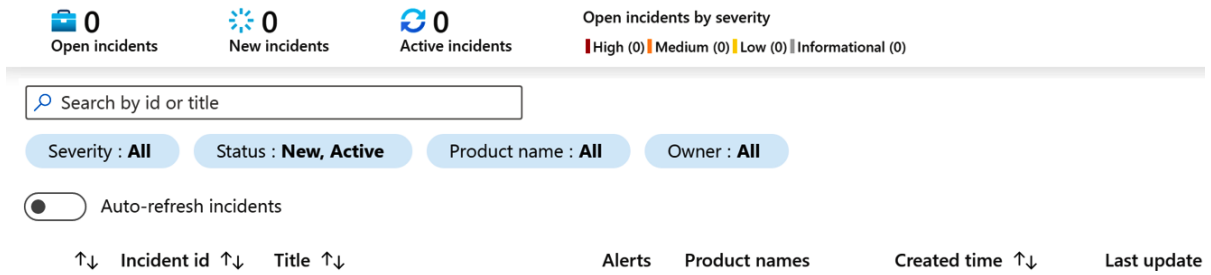 0 Open incidents
0 New incidents
0 Active incidents
Open incidents by severity
High (0) Medium (0) Low (0) Informational (0)
Search by id or title
Severity : All Status : New, Active Product name : All Owner : All
Auto-refresh incidents
Incident id Title Alerts Product names Created time Last update